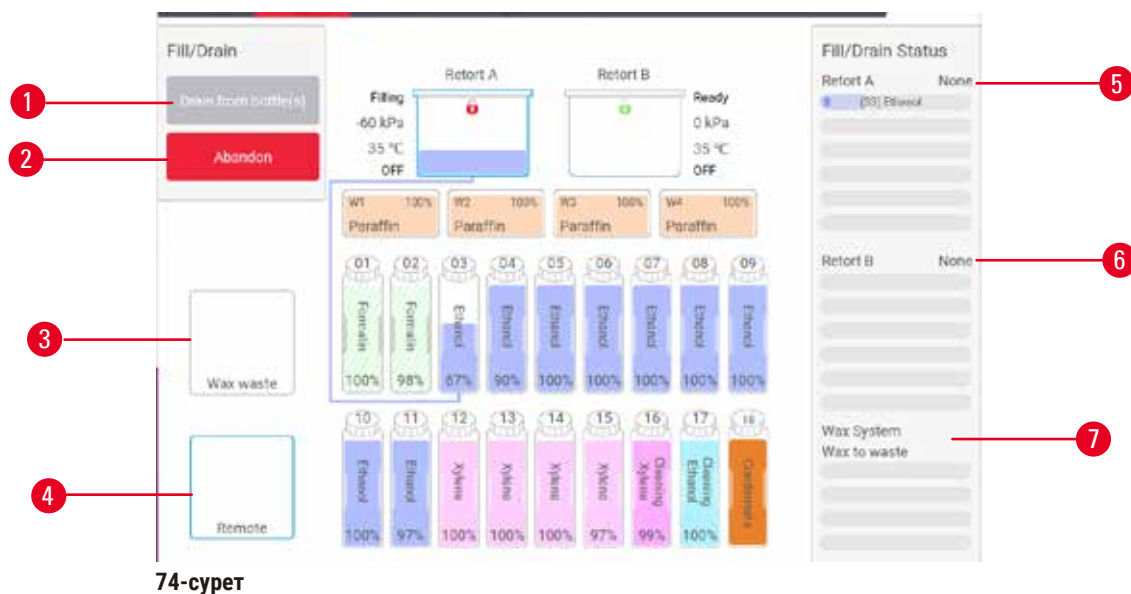 Fill/Drain
Drain from bottle(s)
Abandon
Wax waste
Remote
1
2
3
4
Retort A
Retort B
Filling
-60 kPa
35 °C
OFF
Ready
0 kPa
35 °C
OFF
W1 100%
Paraffin
W2 100%
Paraffin
W3 100%
Paraffin
W4 100%
Paraffin
01 02 03 04 05 06 07 08 09
Formalin Formalin Ethanol Ethanol Ethanol Ethanol Ethanol Ethanol Ethanol
100% 98% 67% 90% 100% 100% 100% 100% 100%
10 11 12 13 14 15 16 17 18
Ethanol Ethanol Xylene Xylene Xylene Xylene Cleaning Xylene Cleaning Ethanol Condensate
100% 97% 100% 100% 100% 97% 99% 100%
Fill/Drain Status
Retort A None
(S3) Ethanol
Retort B None
Wax System
Wax to waste
5
6
7
74-сурет